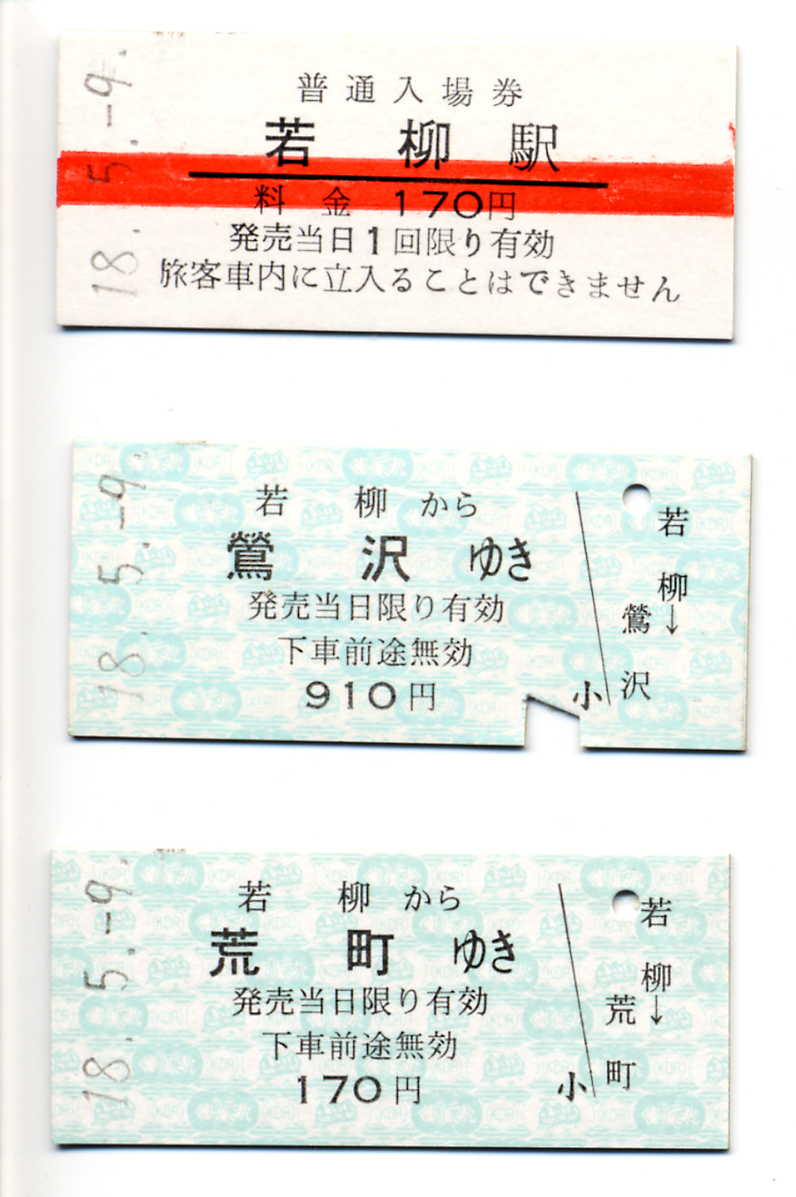 18.5.-9.
普通入場券
若柳駅
料金 170円
発売当日1回限り有効
旅客車内に立入ることはできません
18.5.-9.
若柳から
鶯沢ゆき
発売当日限り有効
下車前途無効
910円
小
若柳→
鶯沢
18.5.-9.
若柳から
荒町ゆき
発売当日限り有効
下車前途無効
170円
小
若柳→
荒町